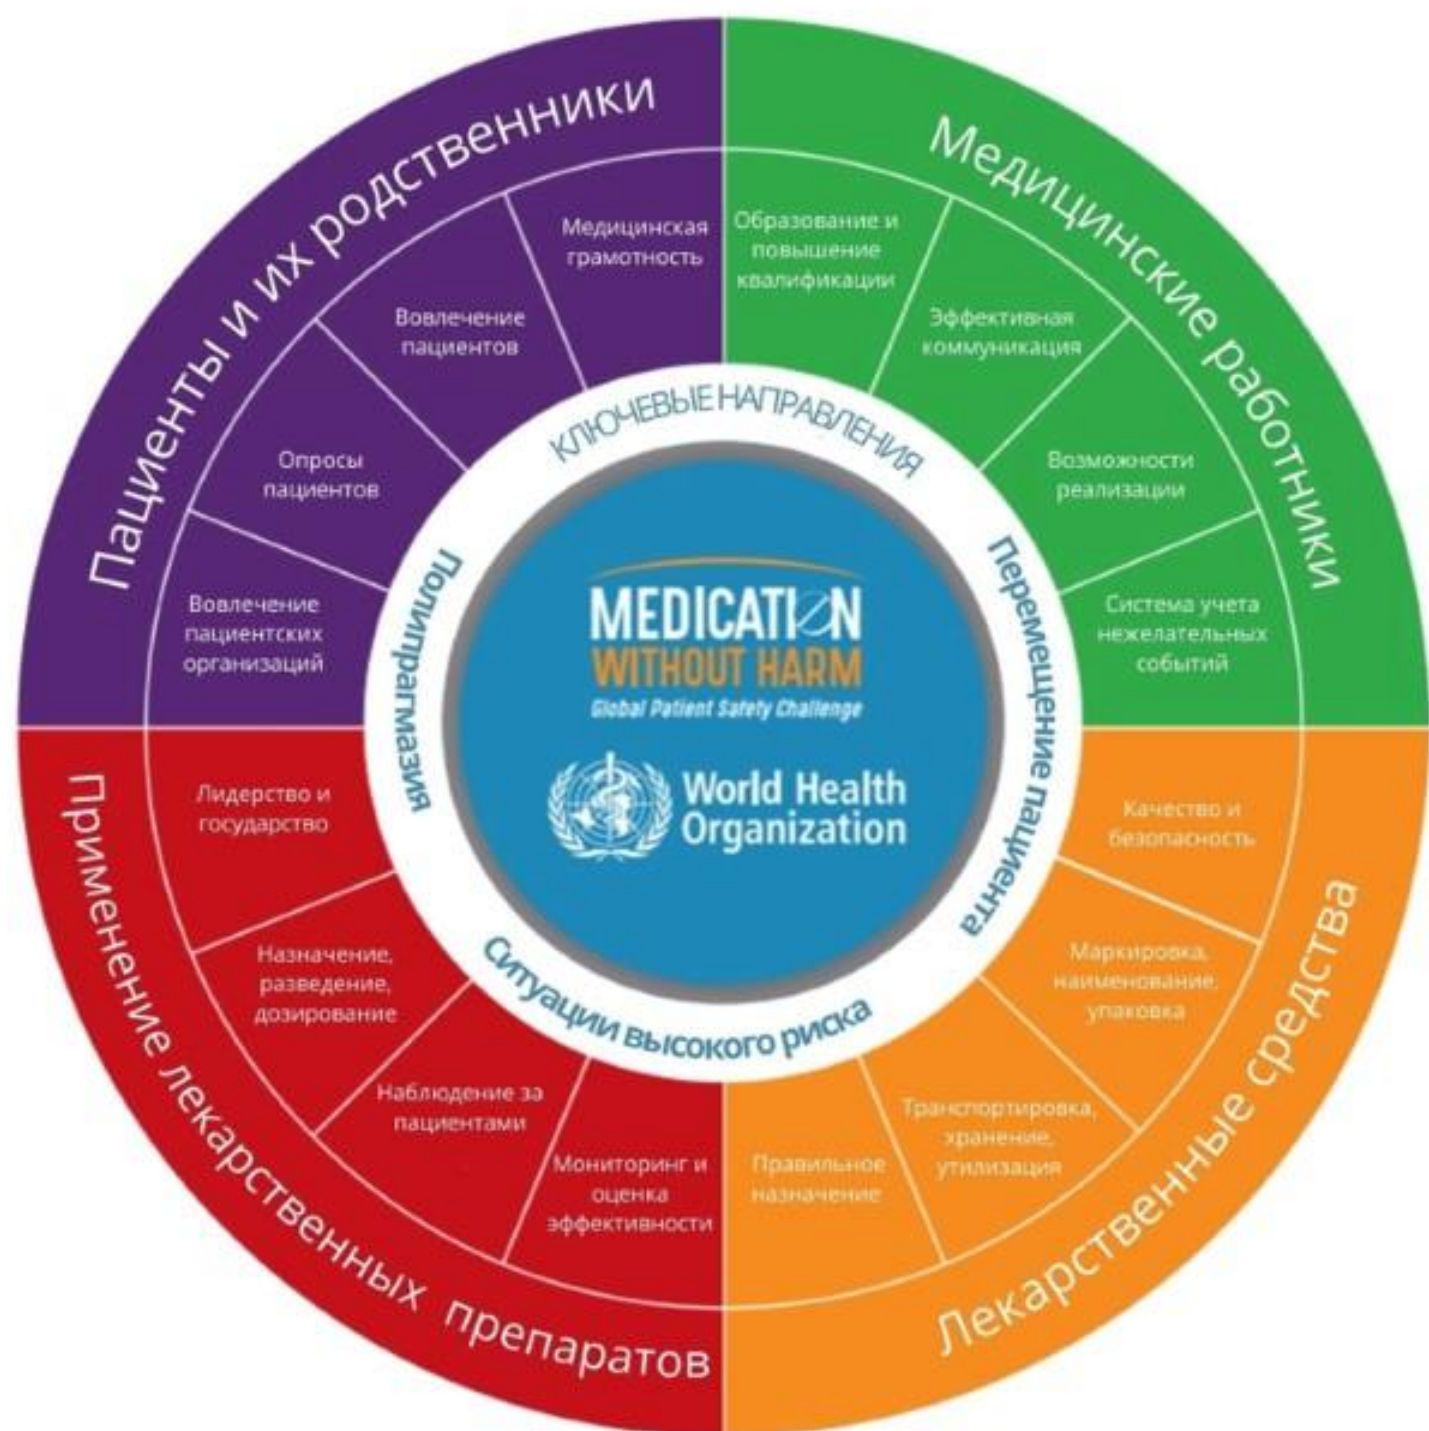 Пациенты и их родственники
Медицинская
грамотность
Вовлечение
пациентов
Опросы
пациентов
Вовлечение
пациентских
организаций
Медицинские работники
Образование и
повышение
квалификации
Эффективная
коммуникация
Возможности
реализации
Система учета
нежелательных
событий
КЛЮЧЕВЫЕ НАПРАВЛЕНИЯ
Полипрагмазия
Перемещение пациента
Ситуации высокого риска
MEDICATION
WITHOUT HARM
Global Patient Safety Challenge
World Health
Organization
Применение лекарственных препаратов
Лидерство и
государство
Назначение,
разведение,
дозирование
Наблюдение за
пациентами
Мониторинг и
оценка
эффективности
Лекарственные средства
Качество и
безопасность
Маркировка,
наименование,
упаковка
Транспортировка,
хранение,
утилизация
Правильное
назначение